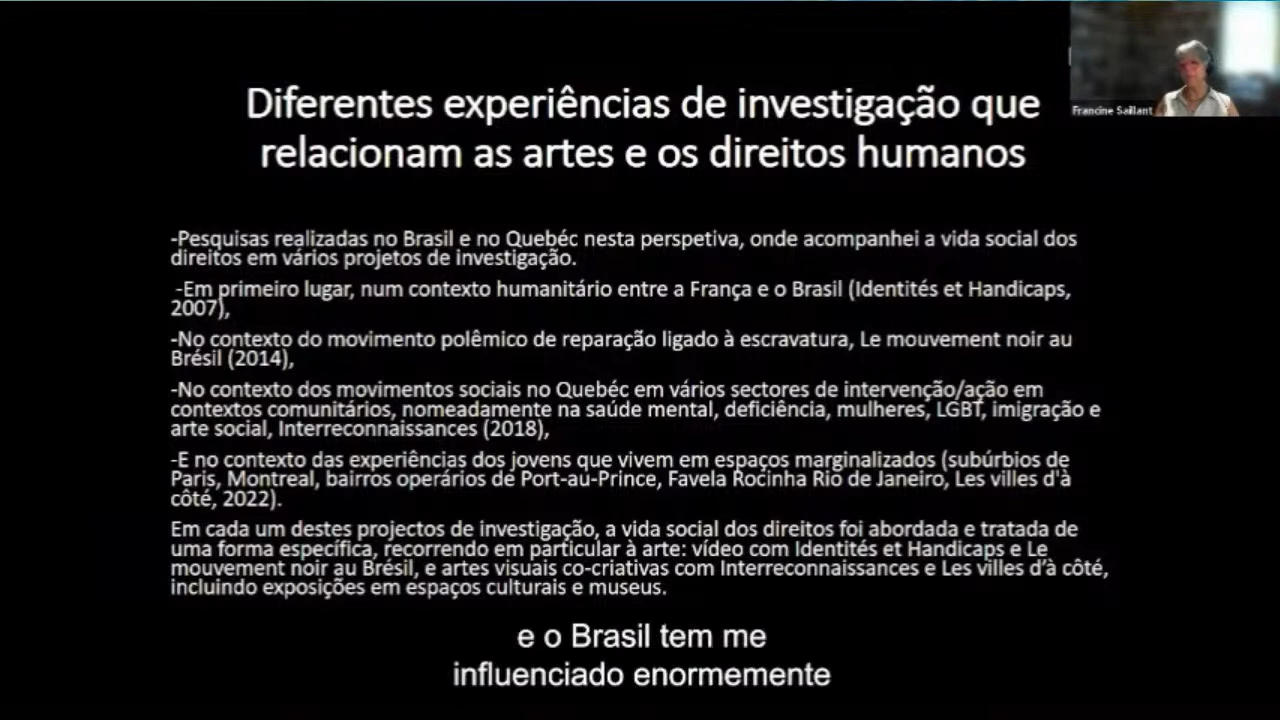 Diferentes experiências de investigação que
relacionam as artes e os direitos humanos
Francine Saillant
-Pesquisas realizadas no Brasil e no Quebéc nesta perspetiva, onde acompanhei a vida social dos
direitos em vários projetos de investigação.
-Em primeiro lugar, num contexto humanitário entre a França e o Brasil (Identités et Handicaps,
2007),
-No contexto do movimento polêmico de reparação ligado à escravatura, Le mouvement noir au
Brésil (2014),
-No contexto dos movimentos sociais no Quebéc em vários sectores de intervenção/ação em
contextos comunitários, nomeadamente na saúde mental, deficiência, mulheres, LGBT, imigração e
arte social, Interreconnaissances (2018),
-E no contexto das experiências dos jovens que vivem em espaços marginalizados (subúrbios de
Paris, Montreal, bairros operários de Port-au-Prince, Favela Rocinha Rio de Janeiro, Les villes d'à
côté, 2022).
Em cada um destes projectos de investigação, a vida social dos direitos foi abordada e tratada de
uma forma específica, recorrendo em particular à arte: vídeo com Identités et Handicaps e Le
mouvement noir au Brésil, e artes visuais co-criativas com Interreconnaissances e Les villes d'à côté,
incluindo exposições em espaços culturais e museus.
e o Brasil tem me
influenciado enormemente